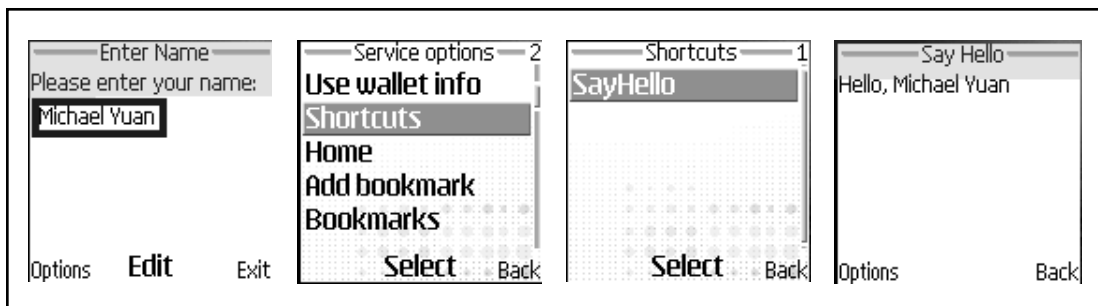 Enter Name
Please enter your name:
Michael Yuan
Options Edit Exit
Service options 2
Use wallet info
Shortcuts
Home
Add bookmark
Bookmarks
Select Back
Shortcuts 1
SayHello
Select Back
Say Hello
Hello, Michael Yuan
Options Back